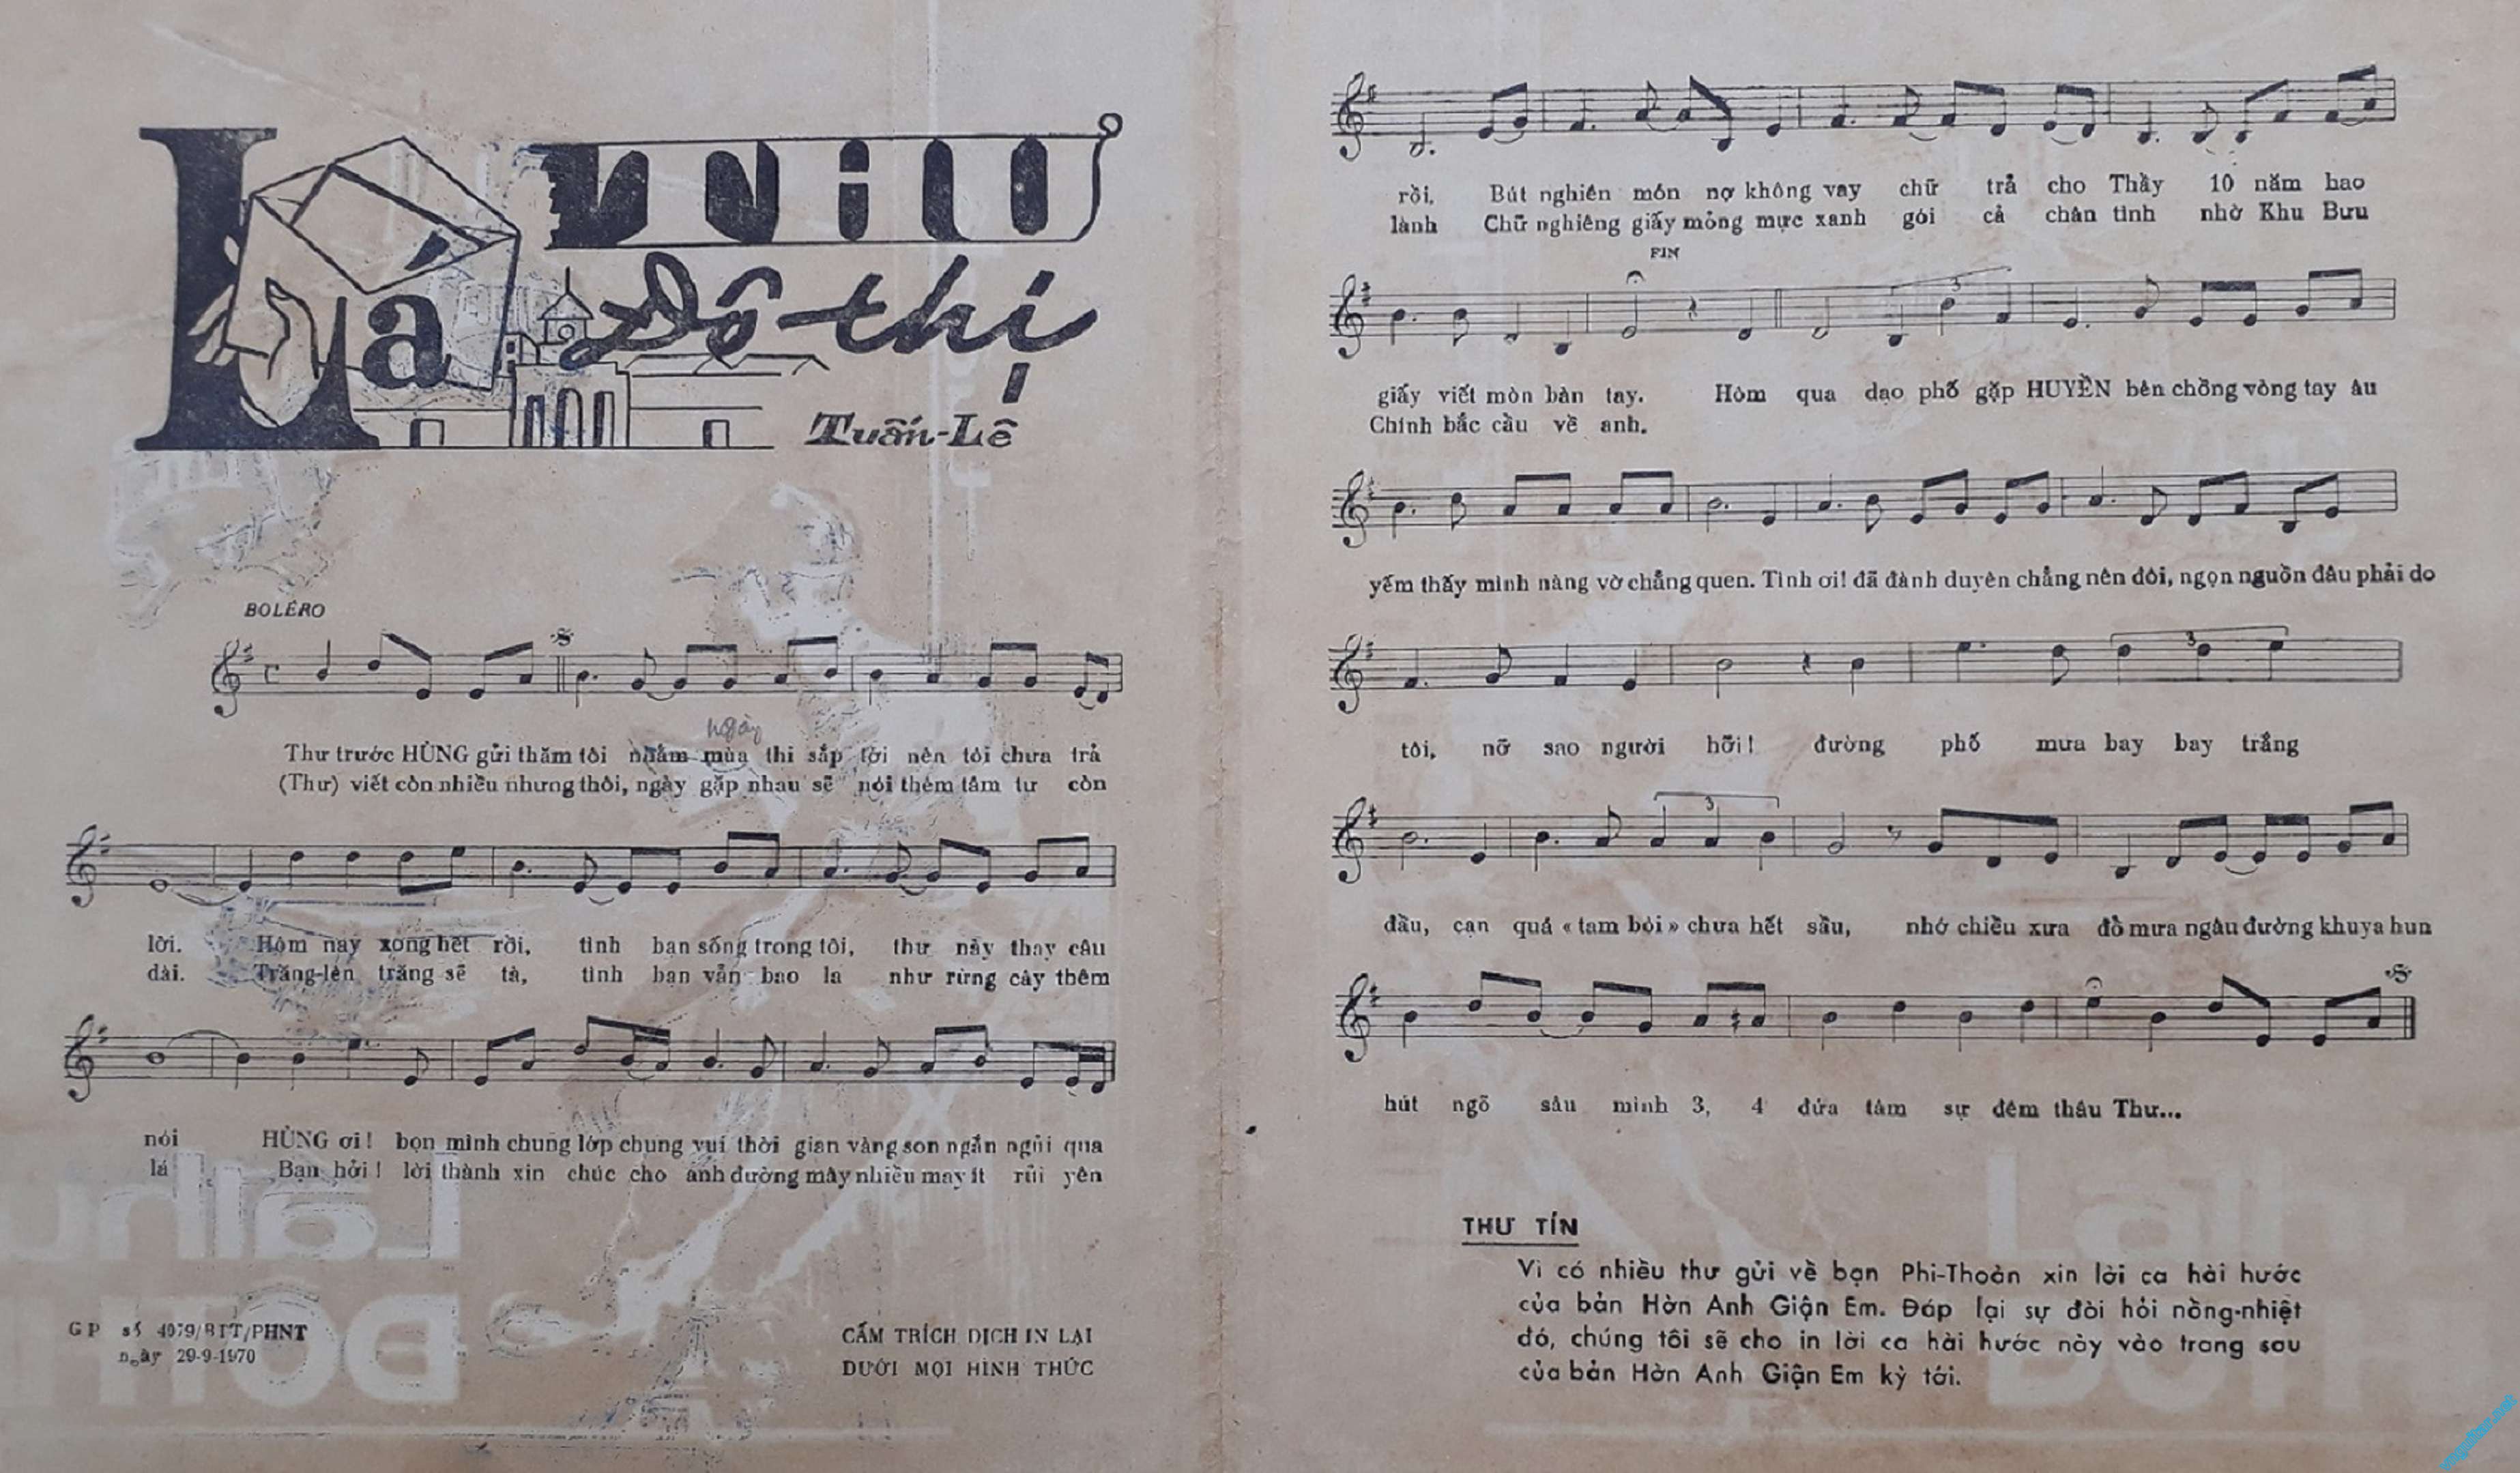 Lá THƯ
Đô-thị
Tuấn-Lê
BOLÉRO
ngày
Thư trước HÙNG gửi thăm tôi nhằm mùa thi sắp tới nên tôi chưa trả
(Thư) viết còn nhiều nhưng thôi, ngày gặp nhau sẽ nói thêm tâm tư còn
lời. Hôm nay xong hết rồi, tình bạn sống trong tôi, thư này thay câu
dài. Trăng-lên trăng sẽ tà, tình bạn vẫn bao la như rừng cây thêm
nói HÙNG ơi! bọn mình chung lớp chung vui thời gian vàng son ngắn ngủi qua
lá Bạn hỡi! lời thành xin chúc cho anh đường mây nhiều may ít rủi yên
GP số 4079/BTT/PHNT
ngày 29-9-1970
CẤM TRÍCH DỊCH IN LẠI
DƯỚI MỌI HÌNH THỨC
rồi. Bút nghiên món nợ không vay chữ trả cho Thầy 10 năm hao
lành Chữ nghiêng giấy mỏng mực xanh gói cả chân tình nhờ Khu Bưu
FIN
giấy viết mòn bàn tay. Hôm qua dạo phố gặp HUYỀN bên chồng vòng tay âu
Chính bắc cầu về anh.
3
yếm thấy mình nàng vờ chẳng quen. Tình ơi! đã đành duyên chẳng nên đôi, ngọn nguồn đâu phải do
3
tôi, nỡ sao người hỡi! đường phố mưa bay bay trắng
3
đầu, cạn quá « tam bôi » chưa hết sầu, nhớ chiều xưa đổ mưa ngâu đường khuya hun
hút ngõ sâu mình 3, 4 đứa tâm sự đêm thâu Thư...
THƯ TÍN
Vì có nhiều thư gửi về bạn Phi-Thoàn xin lời ca hài hước
của bản Hờn Anh Giận Em. Đáp lại sự đòi hỏi nồng-nhiệt
đó, chúng tôi sẽ cho in lời ca hài hước này vào trang sau
của bản Hờn Anh Giận Em kỳ tới.